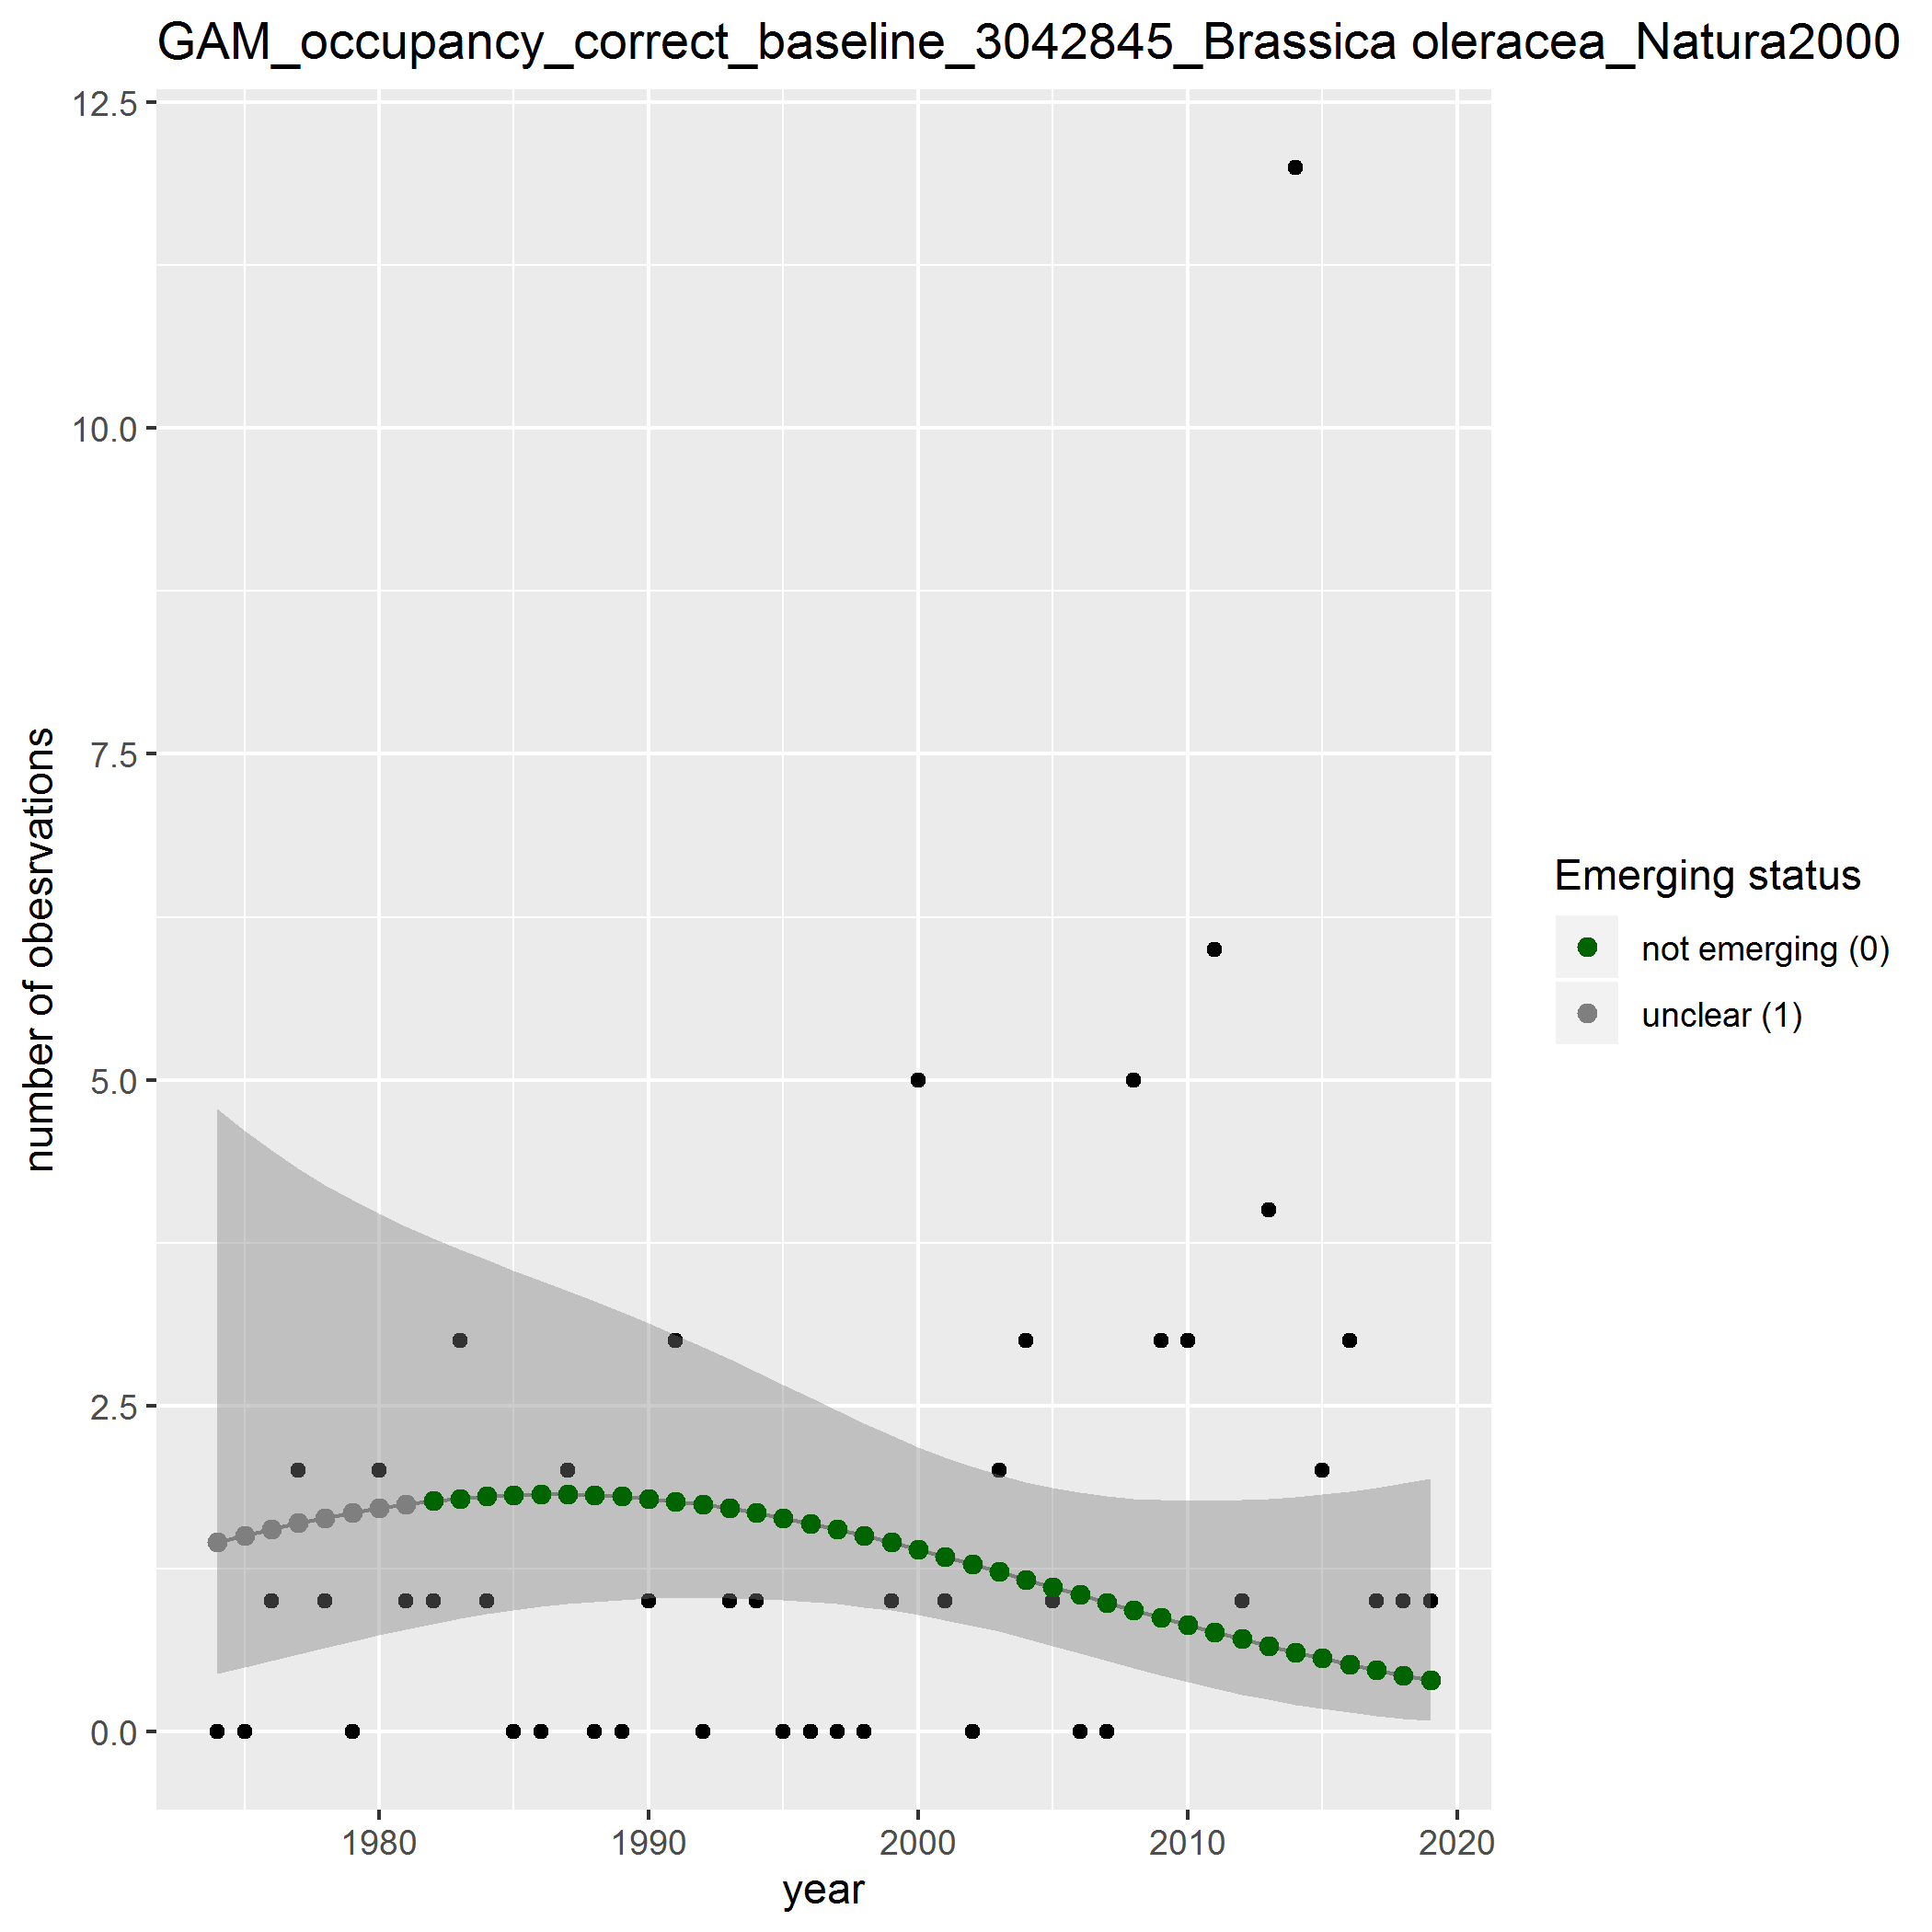 GAM_occupancy_correct_baseline_3042845_Brassica oleracea_Natura2000
12.5
10.0
7.5
5.0
2.5
0.0
number of obesrvations
1980 1990 2000 2010 2020
year
Emerging status
not emerging (0)
unclear (1)